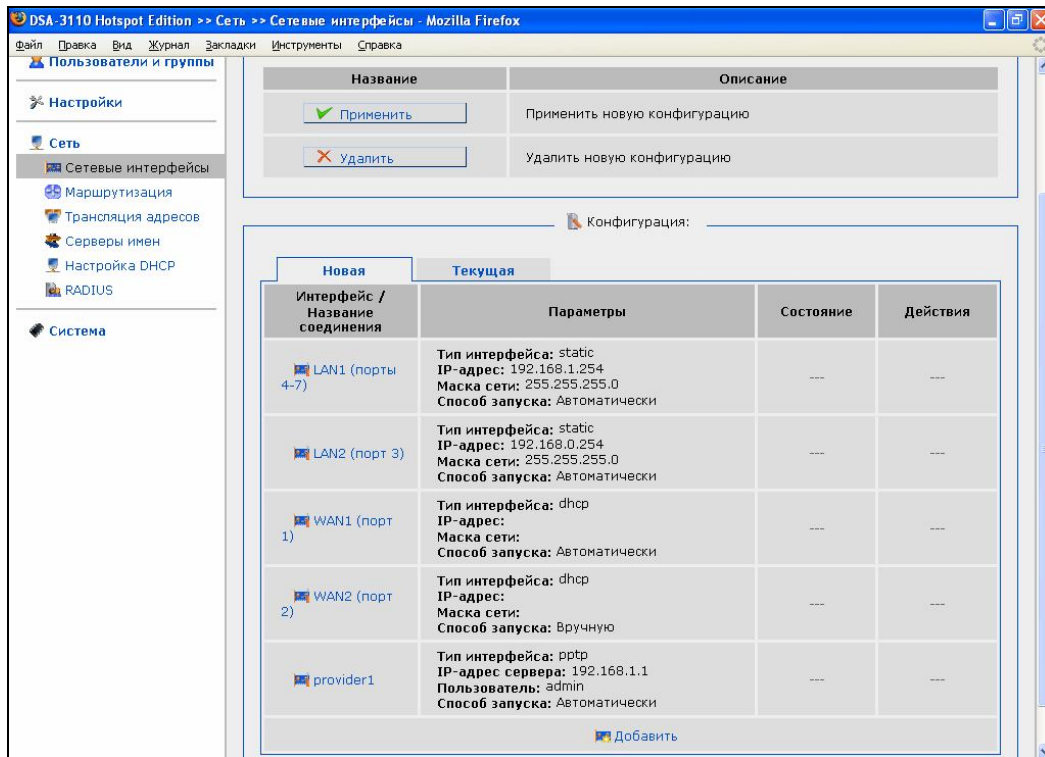 DSA-3110 Hotspot Edition >> Сеть >> Сетевые интерфейсы - Mozilla Firefox
Файл Правка Вид Журнал Закладки Инструменты Справка
Пользователи и группы
Настройки
Сеть
Сетевые интерфейсы
Маршрутизация
Трансляция адресов
Серверы имен
Настройка DHCP
RADIUS
Система
Название Описание
Применить Применить новую конфигурацию
Удалить Удалить новую конфигурацию
Конфигурация:
Новая Текущая
Интерфейс /
Название
соединения
Параметры Состояние Действия
LAN1 (порты
4-7)
Тип интерфейса: static
IP-адрес: 192.168.1.254
Маска сети: 255.255.255.0
Способ запуска: Автоматически
--- ---
LAN2 (порт 3)
Тип интерфейса: static
IP-адрес: 192.168.0.254
Маска сети: 255.255.255.0
Способ запуска: Автоматически
--- ---
WAN1 (порт
1)
Тип интерфейса: dhcp
IP-адрес:
Маска сети:
Способ запуска: Автоматически
--- ---
WAN2 (порт
2)
Тип интерфейса: dhcp
IP-адрес:
Маска сети:
Способ запуска: Вручную
--- ---
provider1
Тип интерфейса: pptp
IP-адрес сервера: 192.168.1.1
Пользователь: admin
Способ запуска: Автоматически
--- ---
Добавить